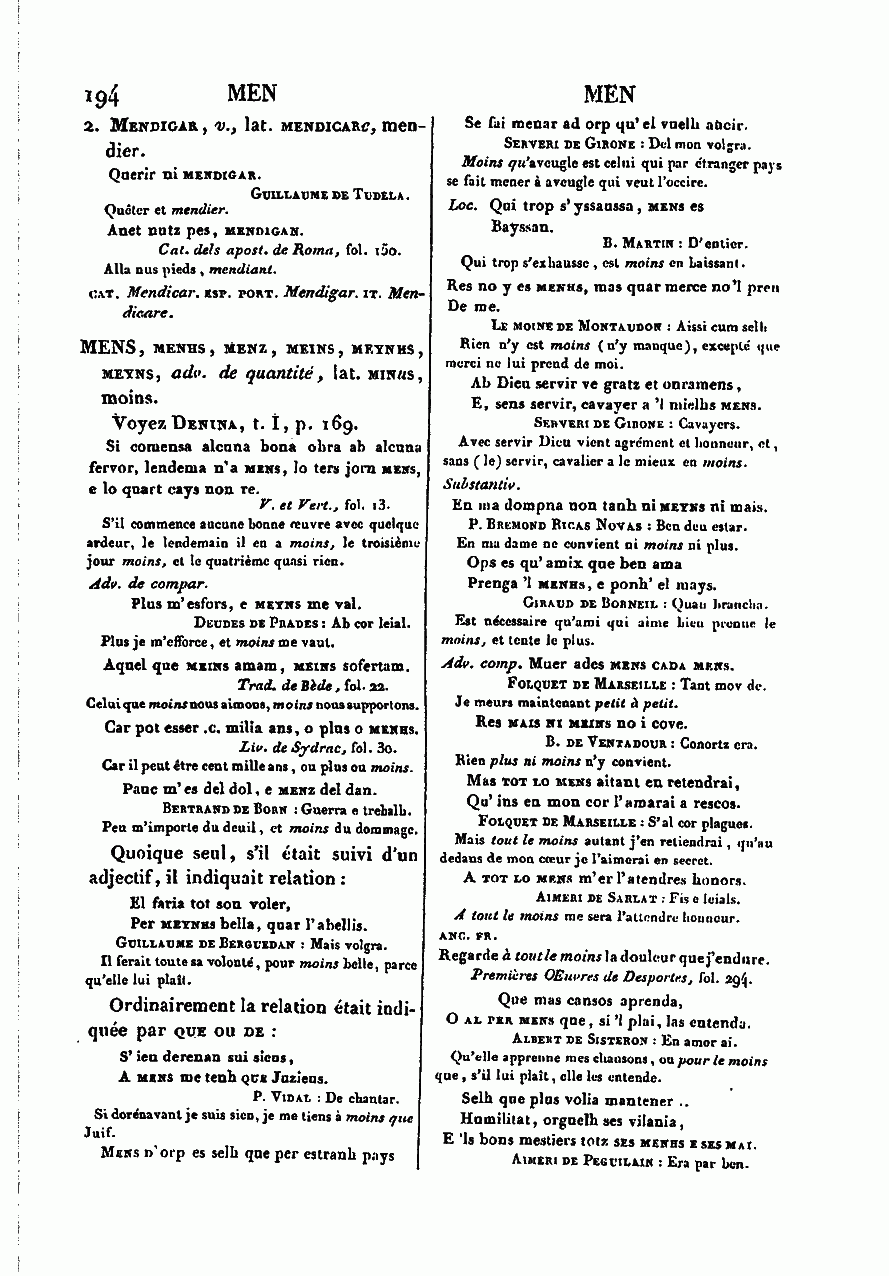 194 MEN MEN
2. MENDIGAR, v., lat. MENDICARE, men-
dier.
Querir ni MENDIGAR.
GUILLAUME DE TUDELA.
Quêter et mendier.
Anet nutz pes, MENDIGAN.
Cat. dels apost. de Roma, fol. 150.
Alla nus pieds, mendiant.
CAT. Mendicar. ESP. PORT. Mendigar. IT. Men-
dicare.
MENS, MENHS, MENZ, MEINS, MEYNHS,
MEYNS, adv. de quantité, lat. MINUS,
moins.
Voyez DENINA, t. I, p. 169.
Si comensa alcuna bona obra ab alcuna
fervor, lendema n'a MENS, lo ters jorn MENS,
e lo quart cays non re.
V. et Vert., fol. 13.
S'il commence aucune bonne œuvre avec quelque
ardeur, le lendemain il en a moins, le troisième
jour moins, et le quatrième quasi rien.
Adv. de compar.
Plus m'esfors, e MEYNS me val.
DEUDES DE PRADES : Ab cor leial.
Plus je m'efforce, et moins me vaut.
Aquel que MEINS amam, MEINS sofertam.
Trad. de Bède, fol. 22.
Celui que moins nous aimons, moins nous supportons.
Car pot esser .c. milia ans, o plus o MENHS.
Liv. de Sydrac, fol. 30.
Car il peut être cent mille ans, ou plus ou moins.
Pauc m'es del dol, e MENZ del dan.
BERTRAND DE BORN : Guerra e trebalh.
Peu m'importe du deuil, et moins du dommage.
Quoique seul, s'il était suivi d'un
adjectif, il indiquait relation :
El faria tot son voler,
Per MEYNHS bella, quar l'abellis.
GUILLAUME DE BERGUEDAN : Mais volgra.
Il ferait toute sa volonté, pour moins belle, parce
qu'elle lui plaît.
Ordinairement la relation était indi-
quée par QUE ou DE :
S'ieu derenan sui sieus,
A MENS me tenh QUE Juzieus.
P. VIDAL : De chantar.
Si dorénavant je suis sien, je me tiens à moins que
Juif.
MENS D'orp es selh que per estranh pays
Se fai menar ad orp qu'el vuelh aucir.
SERVERI DE GIRONE : Del mon volgra.
Moins qu'aveugle est celui qui par étranger pays
se fait mener à aveugle qui veut l'occire.
Loc. Qui trop s'yssaussa, MENS es
Bayssan.
B. MARTIN : D'entier.
Qui trop s'exhausse, est moins en baissant.
Res no y es MENHS, mas quar merce no'l pren
De me.
LE MOINE DE MONTAUDON : Aissi cum selh
Rien n'y est moins (n'y manque), excepté que
merci ne lui prend de moi.
Ab Dieu servir ve gratz et onramens,
E, sens servir, cavayer a 'l mielhs MENS.
SERVERI DE GIRONE : Cavayers.
Avec servir Dieu vient agrément et honneur, et,
sans (le) servir, cavalier a le mieux en moins.
Substantiv.
En ma dompna non tanh ni MEYNS ni mais.
P. BREMOND RICAS NOVAS : Ben deu estar.
En ma dame ne convient ni moins ni plus.
Ops es qu'amix que ben ama
Prenga 'l MENHS, e ponh' el mays.
GIRAUD DE BORNEIL : Quan brancha.
Est nécessaire qu'ami qui aime bien prenne le
moins, et tente le plus.
Adv. comp. Muer ades MENS CADA MENS.
FOLQUET DE MARSEILLE : Tant mov de.
Je meurs maintenant petit à petit.
Res MAIS NI MEINS no i cove.
B. DE VENTADOUR : Conortz era.
Rien plus ni moins n'y convient.
Mas TOT LO MENS aitant en retendrai,
Qu'ins en mon cor l'amarai a rescos.
FOLQUET DE MARSEILLE : S'al cor plagues.
Mais tout le moins autant j'en retiendrai, qu'au
dedans de mon cœur je l'aimerai en secret.
A TOT LO MENS m'er l'atendres honors.
AIMERI DE SARLAT : Fis e leials.
A tout le moins me sera l'attendre honneur.
ANC. FR.
Regarde à tout le moins la douleur que j'endure.
Premières OEuvres de Desportes, fol. 294.
Que mas cansos aprenda,
O AL PER MENS que, si 'l plai, las entenda.
ALBERT DE SISTERON : En amor ai.
Qu'elle apprenne mes chansons, ou pour le moins
que, s'il lui plaît, elle les entende.
Selh que plus volia mantener ..
Humilitat, orguelh ses vilania,
E 'ls bons mestiers totz SES MENHS E SES MAI.
AIMERI DE PEGUILAIN : Era par ben.